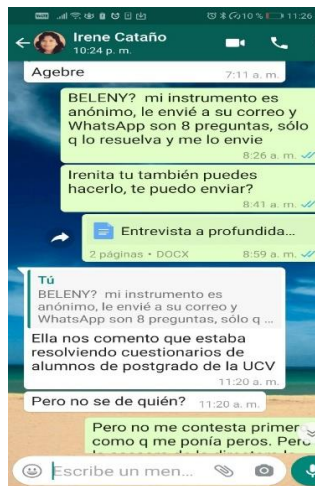 10 % 11:26
Irene Cataño
10:24 p. m.
Agebre
7:11 a. m.
BELENY? mi instrumento es
anónimo, le envié a su correo y
WhatsApp son 8 preguntas, sólo
q lo resuelva y me lo envie
8:26 a. m.
Irenita tu también puedes
hacerlo, te puedo enviar?
8:41 a. m.
Entrevista a profundida...
2 páginas • DOCX 8:59 a. m.
Tú
BELENY? mi instrumento es
anónimo, le envié a su correo y
WhatsApp son 8 preguntas, sólo q ...
Ella nos comento que estaba
resolviendo cuestionarios de
alumnos de postgrado de la UCV
11:20 a. m.
Pero no se de quién? 11:20 a. m.
Pero no me contesta primer
como q me ponía peros. Peru
Escribe un men...